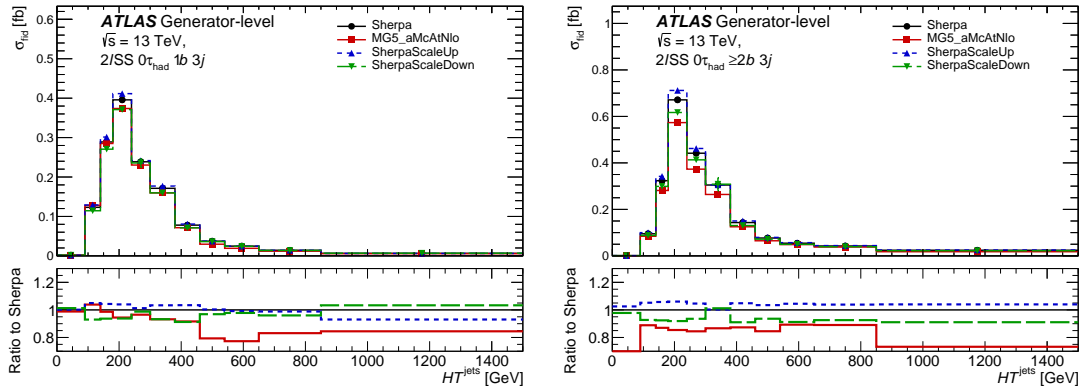 σfid [fb]
0.6
0.5
0.4
0.3
0.2
0.1
0
ATLAS Generator-level
√s = 13 TeV,
2lSS 0τhad 1b 3j
Sherpa
MG5_aMcAtNlo
SherpaScaleUp
SherpaScaleDown
Ratio to Sherpa
1.2
1
0.8
0 200 400 600 800 1000 1200 1400
HT^jets [GeV]
σfid [fb]
1
0.8
0.6
0.4
0.2
0
ATLAS Generator-level
√s = 13 TeV,
2lSS 0τhad ≥2b 3j
Sherpa
MG5_aMcAtNlo
SherpaScaleUp
SherpaScaleDown
Ratio to Sherpa
1.2
1
0.8
0 200 400 600 800 1000 1200 1400
HT^jets [GeV]